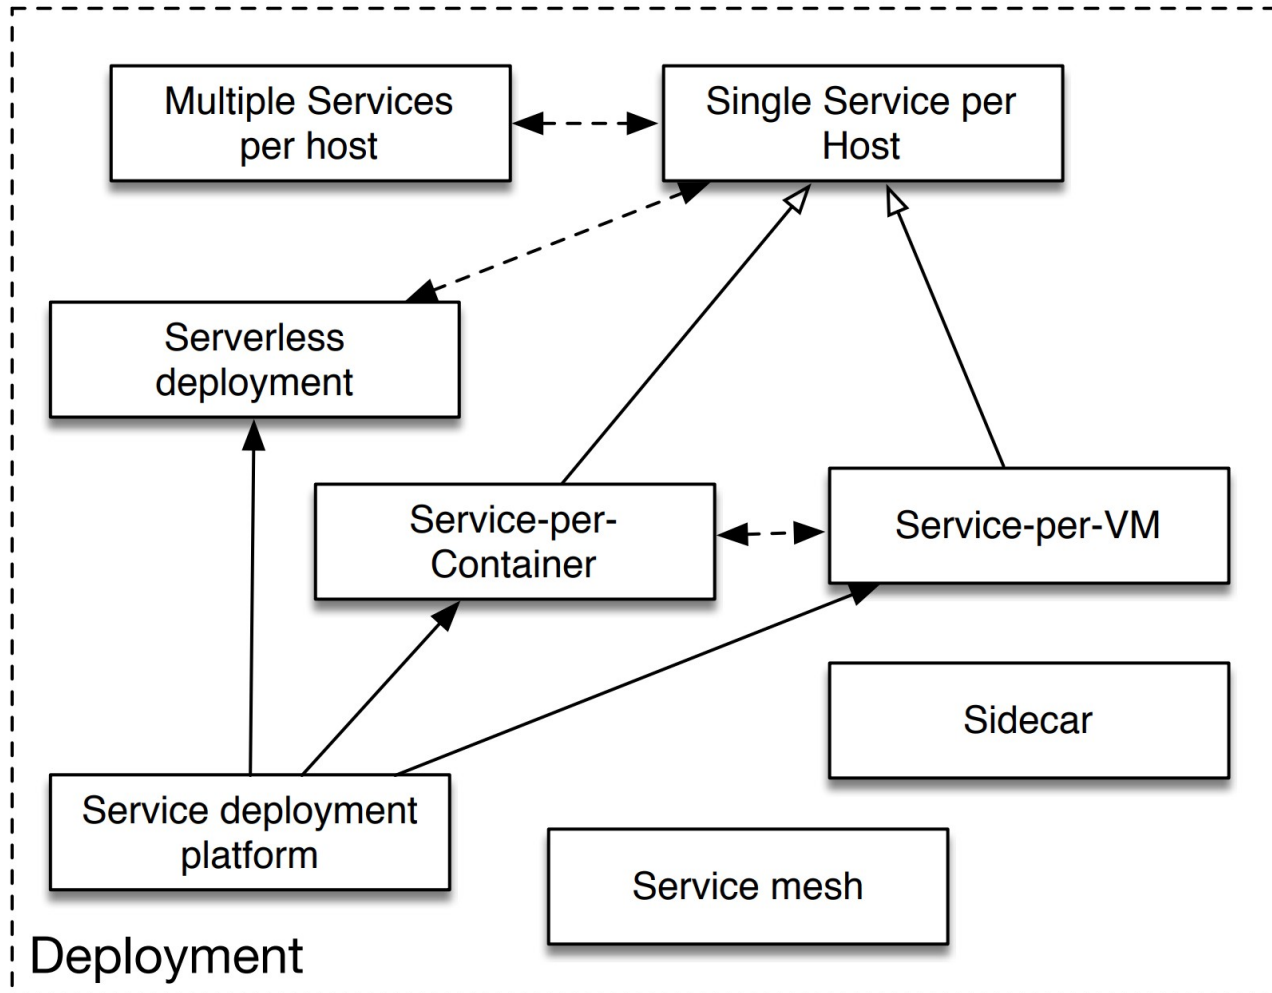 Multiple Services
per host
Single Service per
Host
Serverless
deployment
Service-per-
Container
Service-per-VM
Sidecar
Service deployment
platform
Service mesh
Deployment